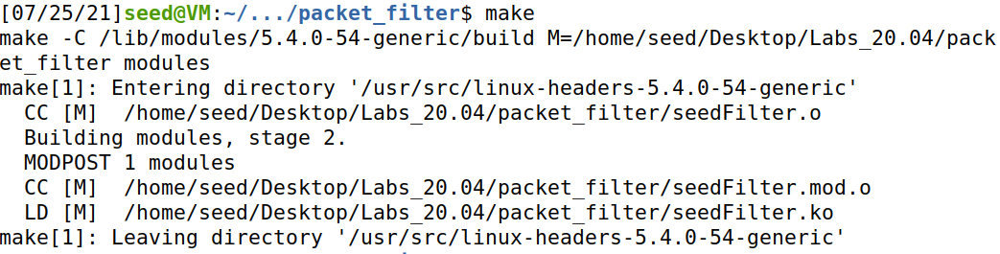 [07/25/21]seed@VM:~/.../packet_filter$ make
make -C /lib/modules/5.4.0-54-generic/build M=/home/seed/Desktop/Labs_20.04/pack
et_filter modules
make[1]: Entering directory '/usr/src/linux-headers-5.4.0-54-generic'
  CC [M]  /home/seed/Desktop/Labs_20.04/packet_filter/seedFilter.o
  Building modules, stage 2.
  MODPOST 1 modules
  CC [M]  /home/seed/Desktop/Labs_20.04/packet_filter/seedFilter.mod.o
  LD [M]  /home/seed/Desktop/Labs_20.04/packet_filter/seedFilter.ko
make[1]: Leaving directory '/usr/src/linux-headers-5.4.0-54-generic'